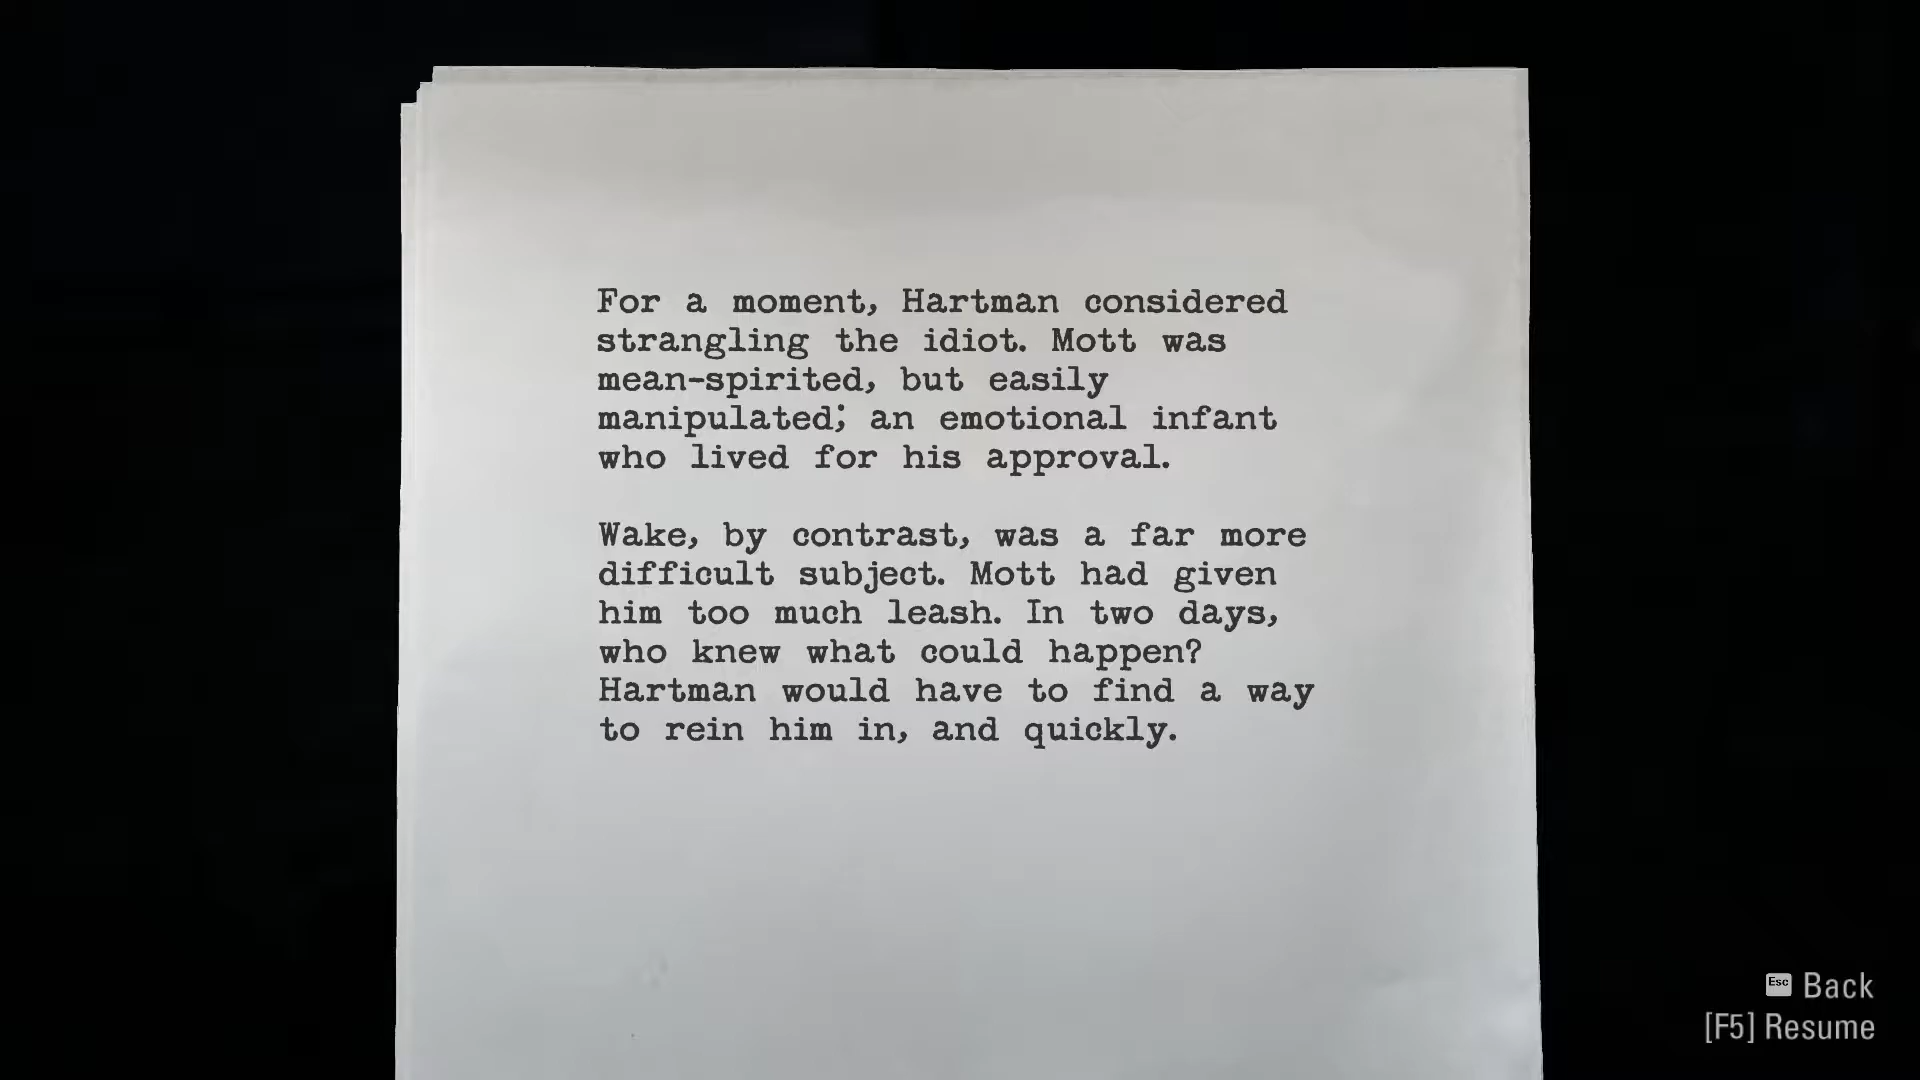 For a moment, Hartman considered
strangling the idiot. Mott was
mean-spirited, but easily
manipulated; an emotional infant
who lived for his approval.
Wake, by contrast, was a far more
difficult subject. Mott had given
him too much leash. In two days,
who knew what could happen?
Hartman would have to find a way
to rein him in, and quickly.
Esc Back
[F5] Resume